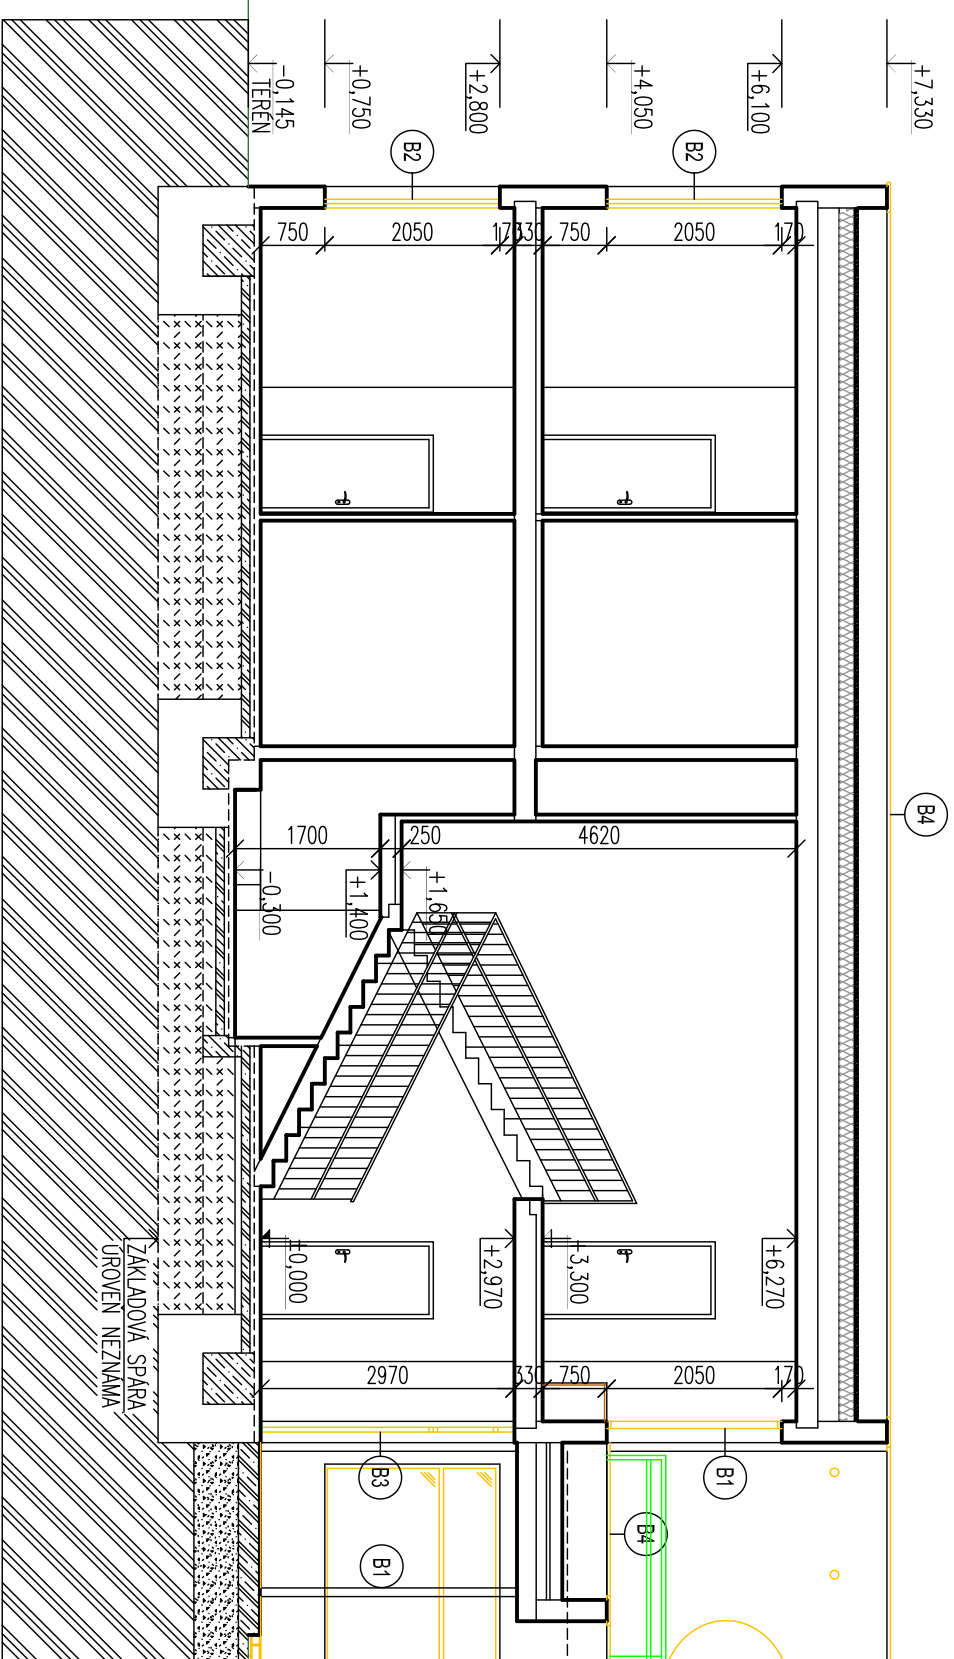 +7,330
+6,100
+4,050
+2,800
+0,750
-0,145
TERÉN
B2
B2
170
2050
750
330
170
2050
750
B4
4620
250
1700
+1,650
+1,400
-0,300
+6,270
+3,300
+2,970
±0,000
ZÁKLADOVÁ SPÁRA
ÚROVEŇ NEZNÁMÁ
170
2050
750
330
2970
B1
B3
B4
B1